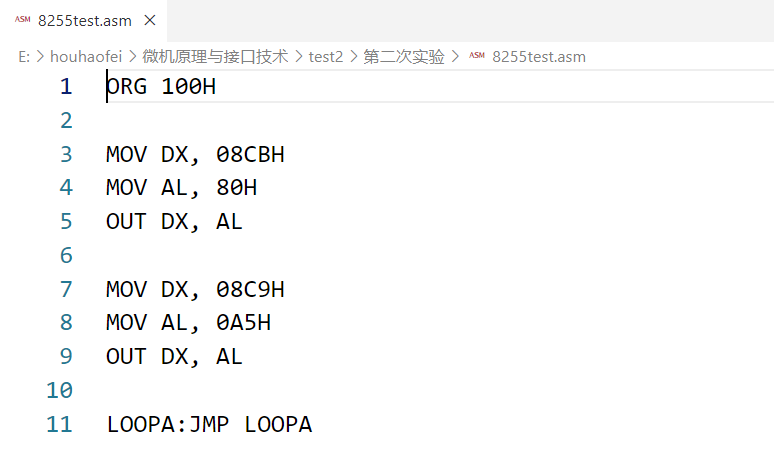 ASM 8255test.asm ×
E: > houhaofei > 微机原理与接口技术 > test2 > 第二次实验 > ASM 8255test.asm
1 ORG 100H
2
3 MOV DX, 08CBH
4 MOV AL, 80H
5 OUT DX, AL
6
7 MOV DX, 08C9H
8 MOV AL, 0A5H
9 OUT DX, AL
10
11 LOOPA:JMP LOOPA